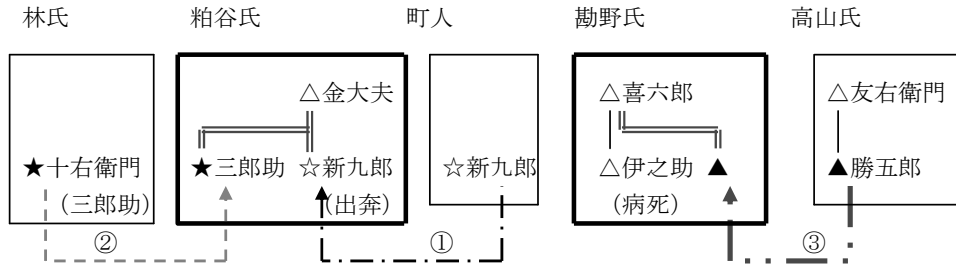 林氏 粕谷氏 町人 勘野氏 高山氏
△金大夫 △喜六郎 △友右衛門
★十右衛門 ★三郎助 ☆新九郎 ☆新九郎 △伊之助 ▲ ▲勝五郎
（三郎助） （出奔） （病死）
② ① ③